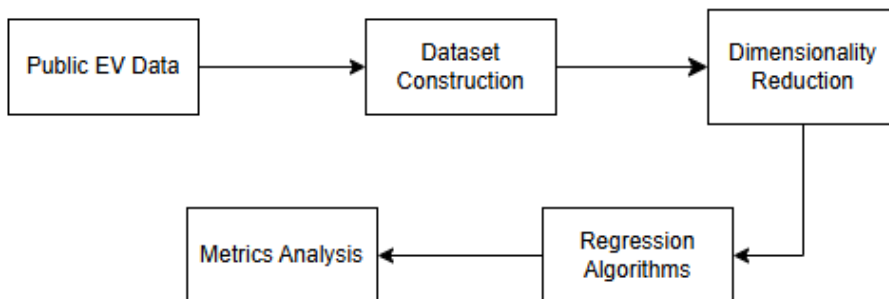 Public EV Data
Dataset
Construction
Dimensionality
Reduction
Regression
Algorithms
Metrics Analysis